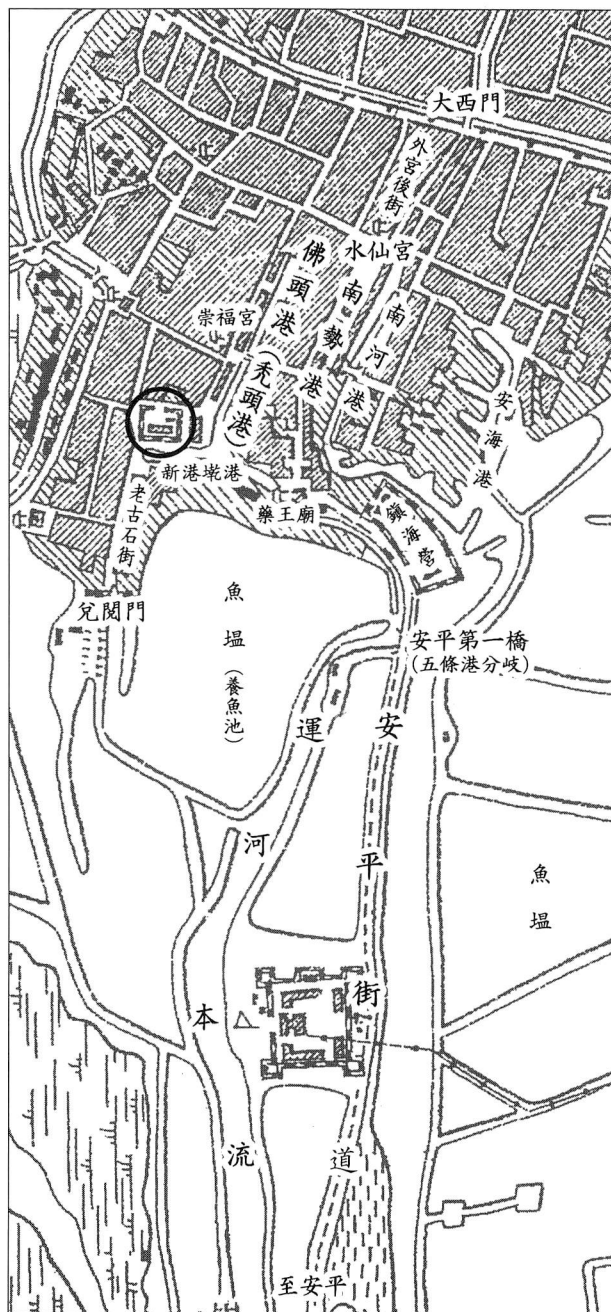 大西門
外宮後街
水仙宮
佛頭港（禿頭港）
南勢港
南河港
安海港
崇福宮
新港墘港
老古石街
藥王廟
鎮海營
兌閱門
魚塭（養魚池）
安平第一橋
(五條港分岐)
運河本流
安平街道
魚塭
至安平